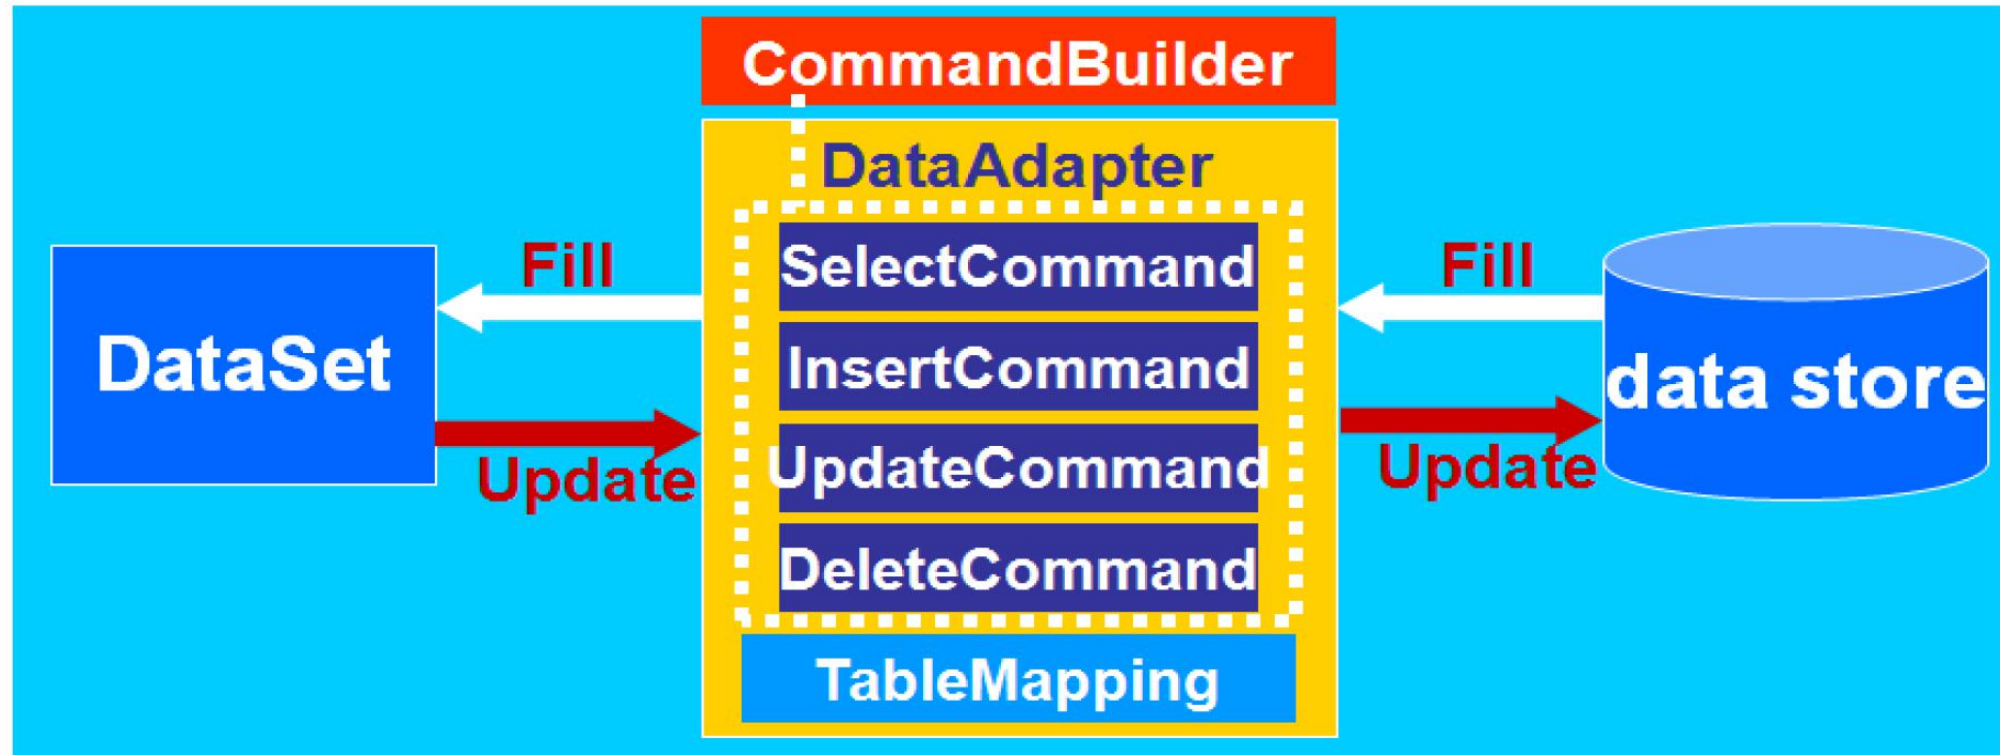 CommandBuilder
DataAdapter
SelectCommand
InsertCommand
UpdateCommand
DeleteCommand
TableMapping
Fill
DataSet
Update
Fill
data store
Update